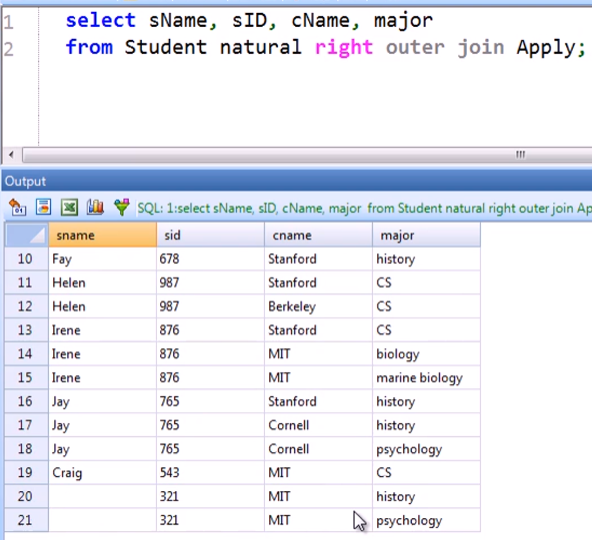 1 select sName, sID, cName, major
2 from Student natural right outer join Apply;
Output
SQL: 1:select sName, sID, cName, major from Student natural right outer join Ap
sname sid cname major
10 Fay 678 Stanford history
11 Helen 987 Stanford CS
12 Helen 987 Berkeley CS
13 Irene 876 Stanford CS
14 Irene 876 MIT biology
15 Irene 876 MIT marine biology
16 Jay 765 Stanford history
17 Jay 765 Cornell history
18 Jay 765 Cornell psychology
19 Craig 543 MIT CS
20 321 MIT history
21 321 MIT psychology